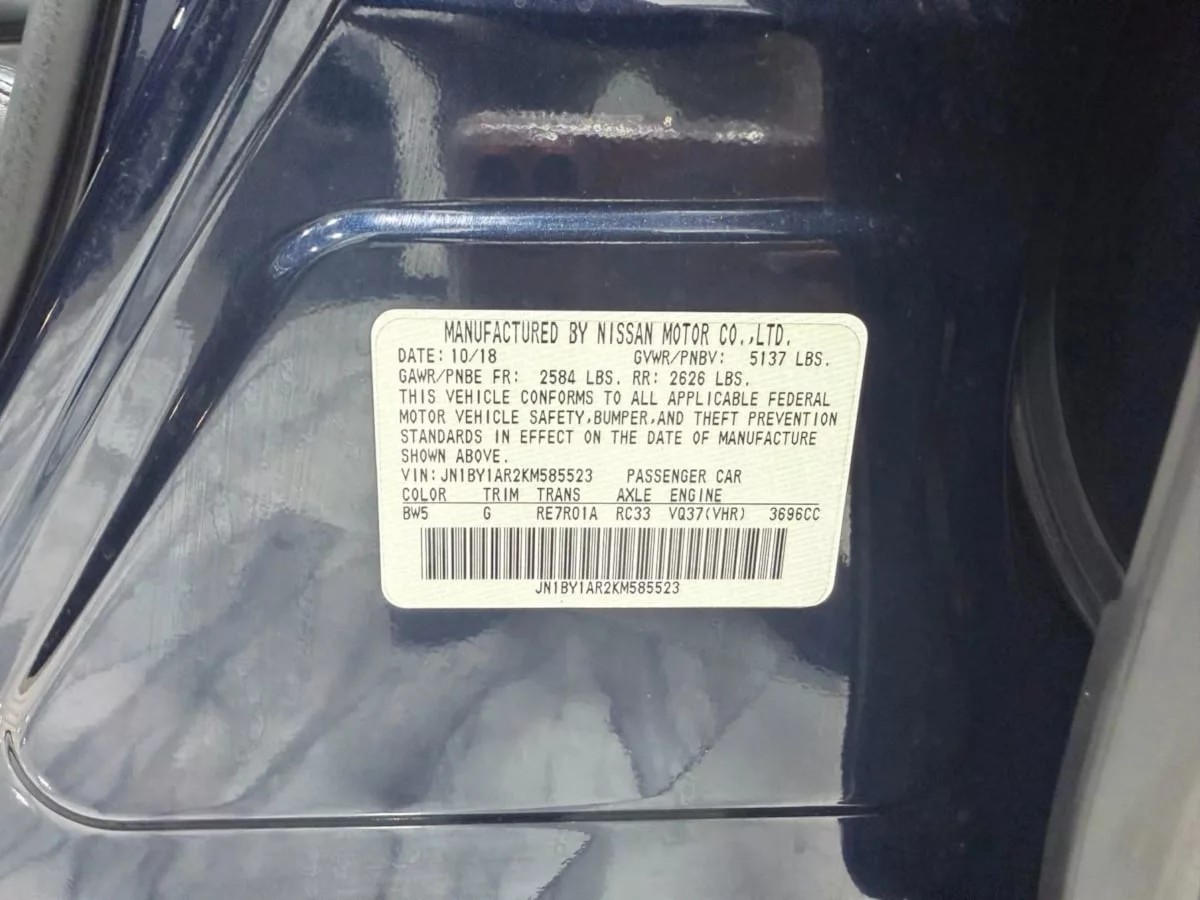 MANUFACTURED BY NISSAN MOTOR CO.,LTD.
DATE: 10/18 GVWR/PNBV: 5137 LBS.
GAWR/PNBE FR: 2584 LBS. RR: 2626 LBS.
THIS VEHICLE CONFORMS TO ALL APPLICABLE FEDERAL
MOTOR VEHICLE SAFETY,BUMPER,AND THEFT PREVENTION
STANDARDS IN EFFECT ON THE DATE OF MANUFACTURE
SHOWN ABOVE.
VIN:JN1BY1AR2KM585523 PASSENGER CAR
COLOR TRIM TRANS AXLE ENGINE
BW5 G RE7R01A RC33 VQ37(VHR) 3696CC
JN1BY1AR2KM585523